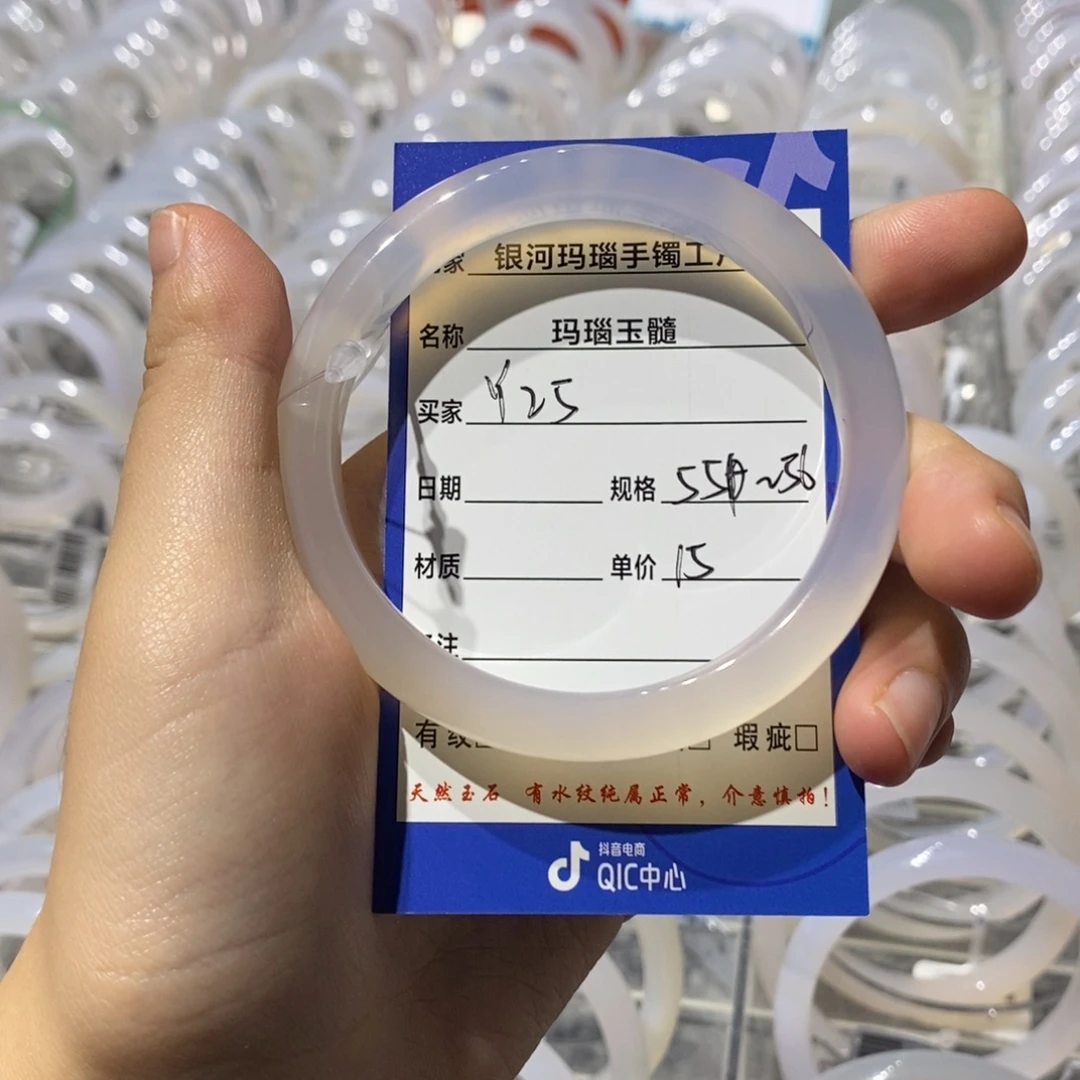 家 银河玛瑙手镯工厂
名称 玛瑙玉髓
买家 Y25
日期 规格 55~56
材质 单价 15
注
有纹□ □ 瑕疵□
天然玉石 有水纹纯属正常，介意慎拍！
抖音电商
QIC中心